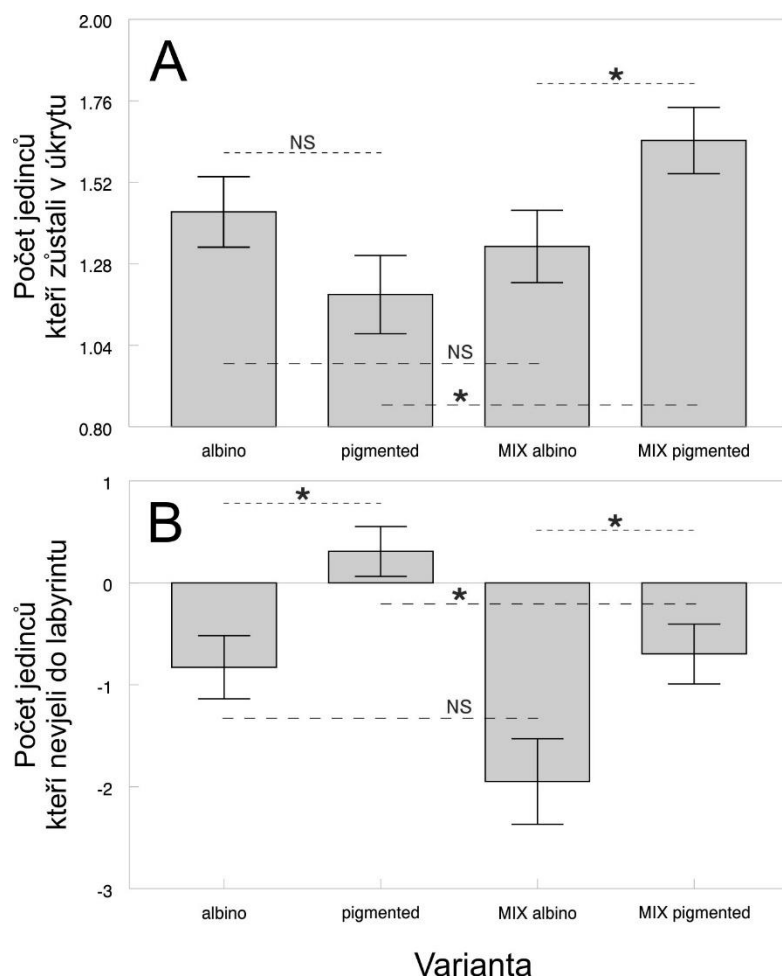 A
Počet jedinců
kteří zůstali v úkrytu
2.00
1.76
1.52
1.28
1.04
0.80
NS
*
NS
*
albino
pigmented
MIX albino
MIX pigmented
B
Počet jedinců
kteří nevjeli do labyrintu
1
0
-1
-2
-3
*
*
*
NS
albino
pigmented
MIX albino
MIX pigmented
Varianta